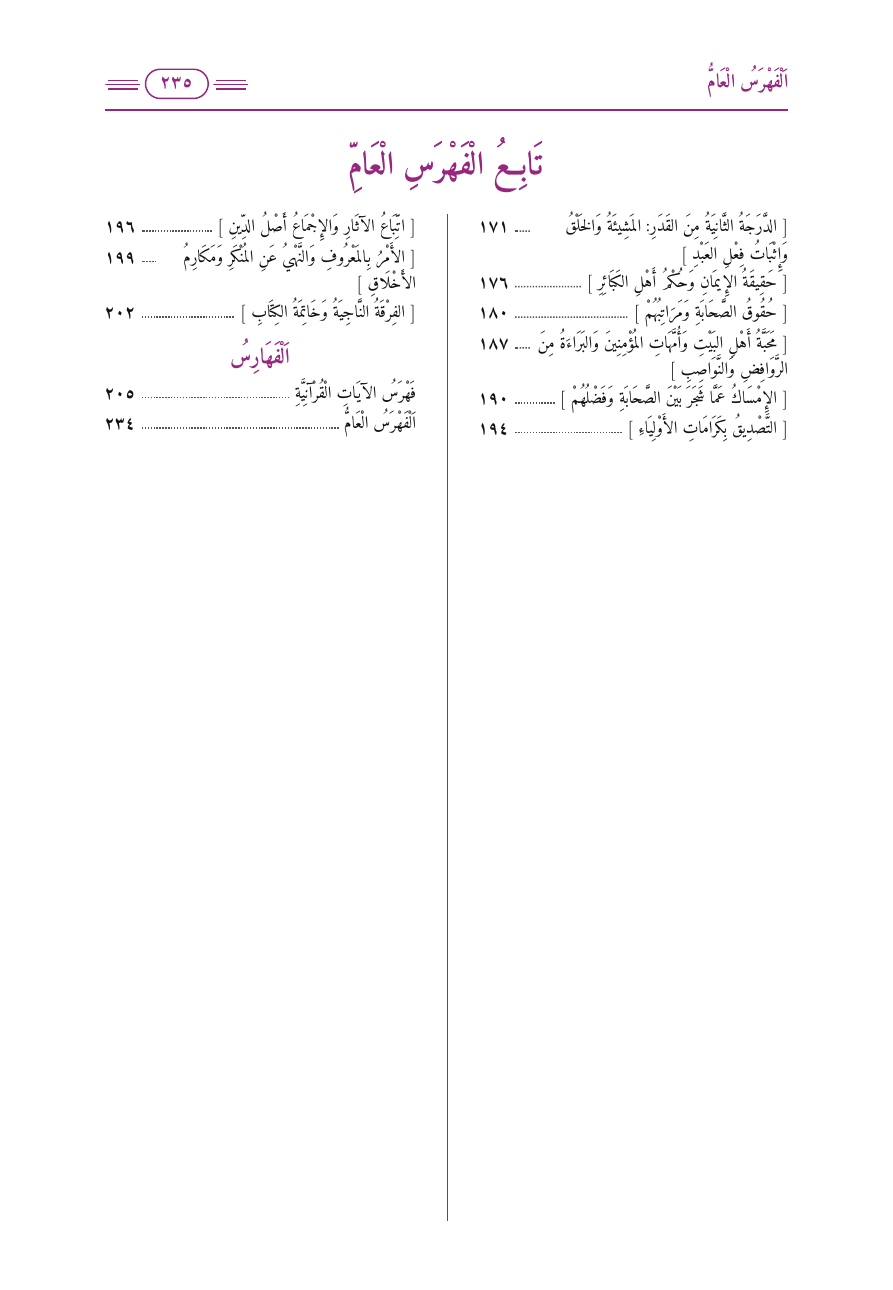 اَلْفَهْرَسُ الْعَامُّ
٢٣٥
تَابِعُ الْفَهْرَسِ الْعَامِّ
[ الدَّرَجَةُ الثَّانِيَةُ مِنَ القَدَرِ: المَشِيئَةُ وَالخَلْقُ ..... ١٧١
وَإِثْبَاتُ فِعْلِ العَبْدِ ]
[ حَقِيقَةُ الإِيمَانِ وَحُكْمُ أَهْلِ الكَبَائِرِ ] ..... ١٧٦
[ حُقُوقُ الصَّحَابَةِ وَمَرَاتِبُهُمْ ] ..... ١٨٠
[ مَحَبَّةُ أَهْلِ البَيْتِ وَأُمَّهَاتِ المُؤْمِنِينَ وَالبَرَاءَةُ مِنَ ..... ١٨٧
الرَّوَافِضِ وَالنَّوَاصِبِ ]
[ الإِمْسَاكُ عَمَّا شَجَرَ بَيْنَ الصَّحَابَةِ وَفَضْلُهُمْ ] ..... ١٩٠
[ التَّصْدِيقُ بِكَرَامَاتِ الأَوْلِيَاءِ ] ..... ١٩٤
[ اتِّبَاعُ الآثَارِ وَالإِجْمَاعُ أَصْلُ الدِّينِ ] ..... ١٩٦
[ الأَمْرُ بِالمَعْرُوفِ وَالنَّهْيُ عَنِ المُنْكَرِ وَمَكَارِمُ ..... ١٩٩
الأَخْلَاقِ ]
[ الفِرْقَةُ النَّاجِيَةُ وَخَاتِمَةُ الكِتَابِ ] ..... ٢٠٢
اَلْفَهَارِسُ
فَهْرَسُ الآيَاتِ الْقُرْآنِيَّةِ ..... ٢٠٥
اَلْفَهْرَسُ الْعَامُّ ..... ٢٣٤